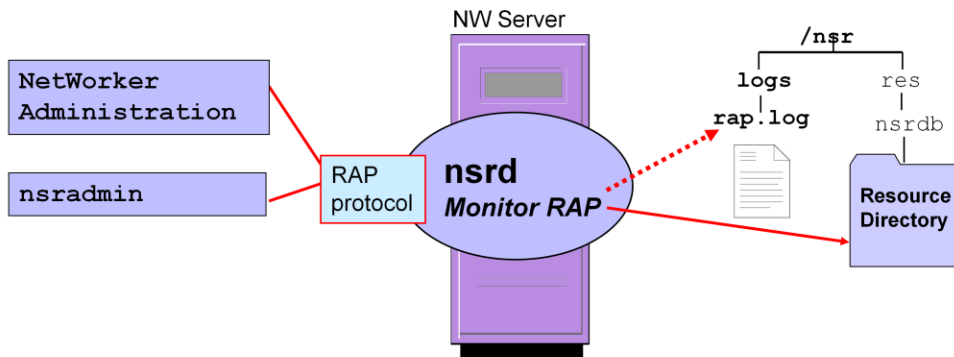 NW Server
NetWorker
Administration
nsradmin
RAP
protocol
nsrd
Monitor RAP
/nsr
logs
res
rap.log
nsrdb
Resource
Directory